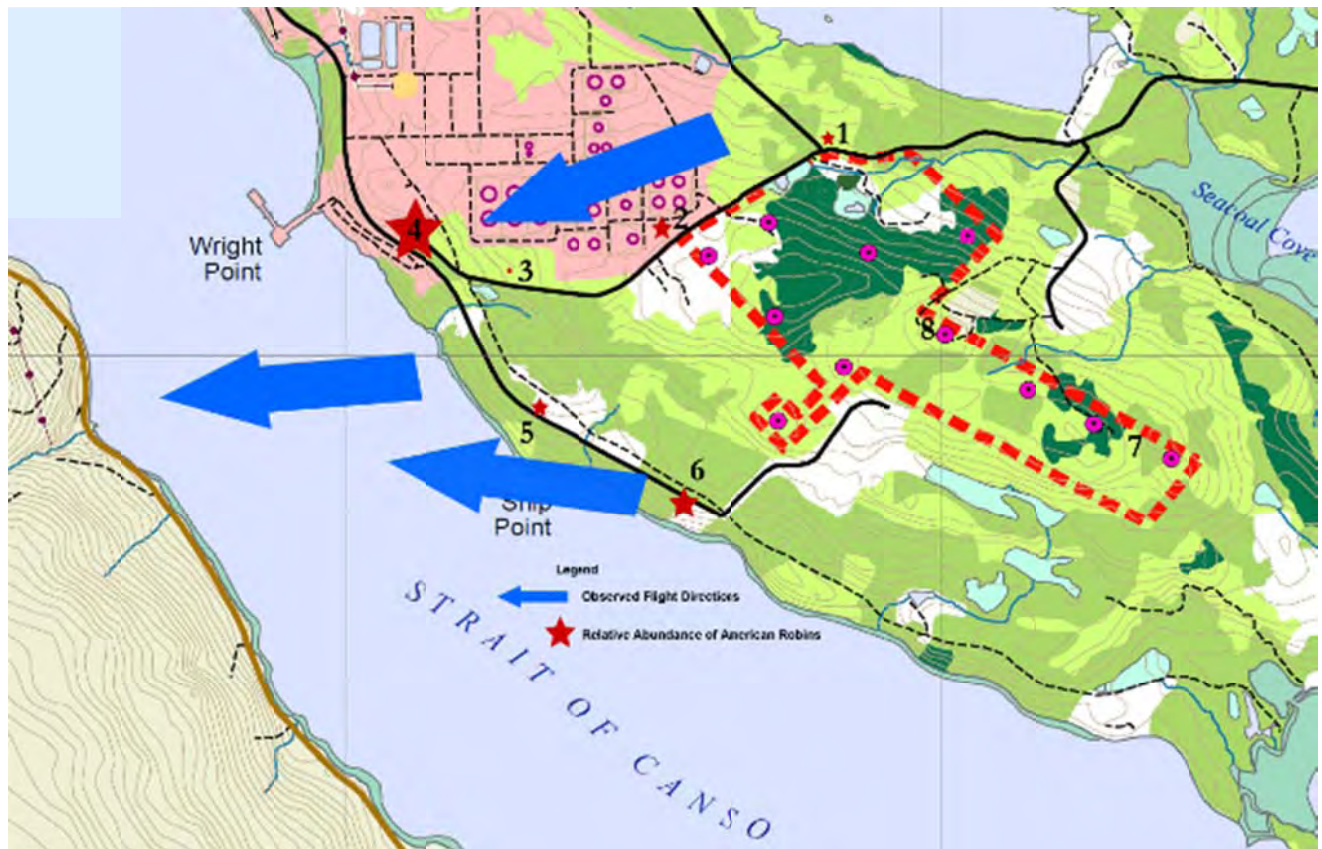 1
2
4
Wright
Point
3
Seacoal Cove
8
5
6
7
Ship
Point
Legend
Observed Flight Directions
Relative Abundance of American Robins
STRAIT OF CANSO